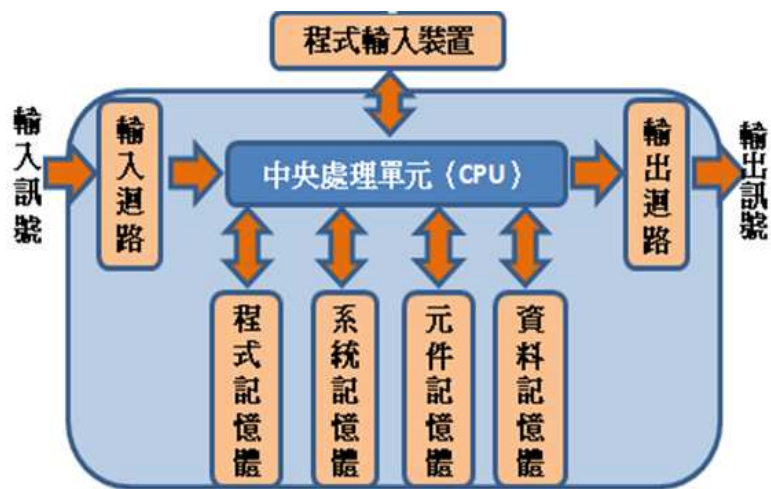 程式輸入裝置
輸入訊號
輸入迴路
中央處理單元（CPU）
輸出迴路
輸出訊號
程式記憶體
系統記憶體
元件記憶體
資料記憶體